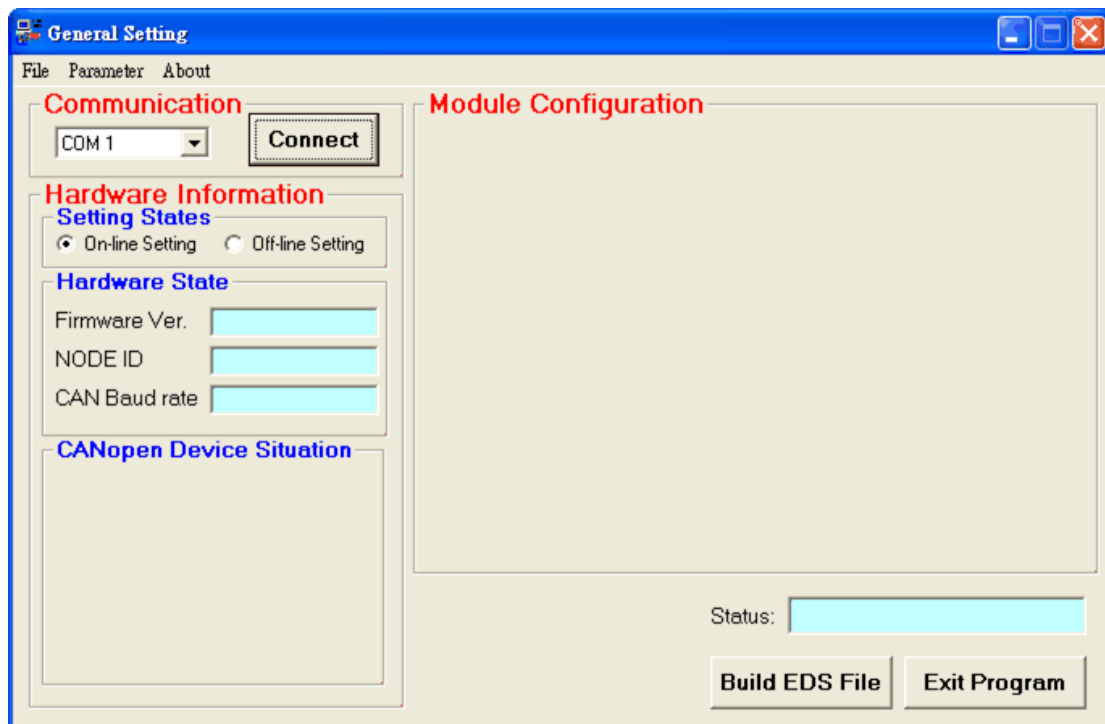 General Setting
File Parameter About
Communication
COM 1
Connect
Hardware Information
Setting States
On-line Setting Off-line Setting
Hardware State
Firmware Ver.
NODE ID
CAN Baud rate
CANopen Device Situation
Module Configuration
Status:
Build EDS File
Exit Program